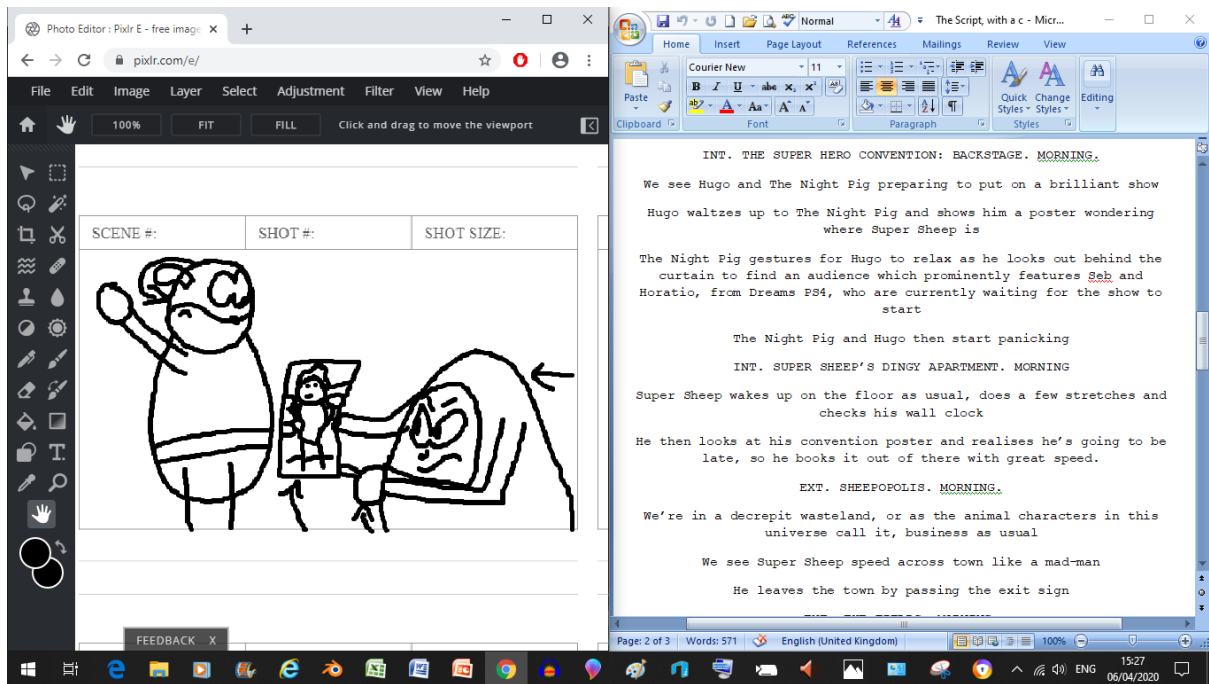 Photo Editor : Pixlr E - free image
pixlr.com/e/
File Edit Image Layer Select Adjustment Filter View Help
100% FIT FILL Click and drag to move the viewport
SCENE #: SHOT #: SHOT SIZE:
FEEDBACK X
Normal
The Script, with a c - Micr...
Home Insert Page Layout References Mailings Review View
Paste
Courier New 11
Quick Styles
Change Styles
Editing
Clipboard Font Paragraph Styles
INT. THE SUPER HERO CONVENTION: BACKSTAGE. MORNING.
We see Hugo and The Night Pig preparing to put on a brilliant show
Hugo waltzes up to The Night Pig and shows him a poster wondering
where Super Sheep is
The Night Pig gestures for Hugo to relax as he looks out behind the
curtain to find an audience which prominently features Seb and
Horatio, from Dreams PS4, who are currently waiting for the show to
start
The Night Pig and Hugo then start panicking
INT. SUPER SHEEP'S DINGY APARTMENT. MORNING
Super Sheep wakes up on the floor as usual, does a few stretches and
checks his wall clock
He then looks at his convention poster and realises he's going to be
late, so he books it out of there with great speed.
EXT. SHEEPOPOLIS. MORNING.
We're in a decrepit wasteland, or as the animal characters in this
universe call it, business as usual
We see Super Sheep speed across town like a mad-man
He leaves the town by passing the exit sign
Page: 2 of 3 Words: 571 English (United Kingdom) 100%
ENG
15:27
06/04/2020